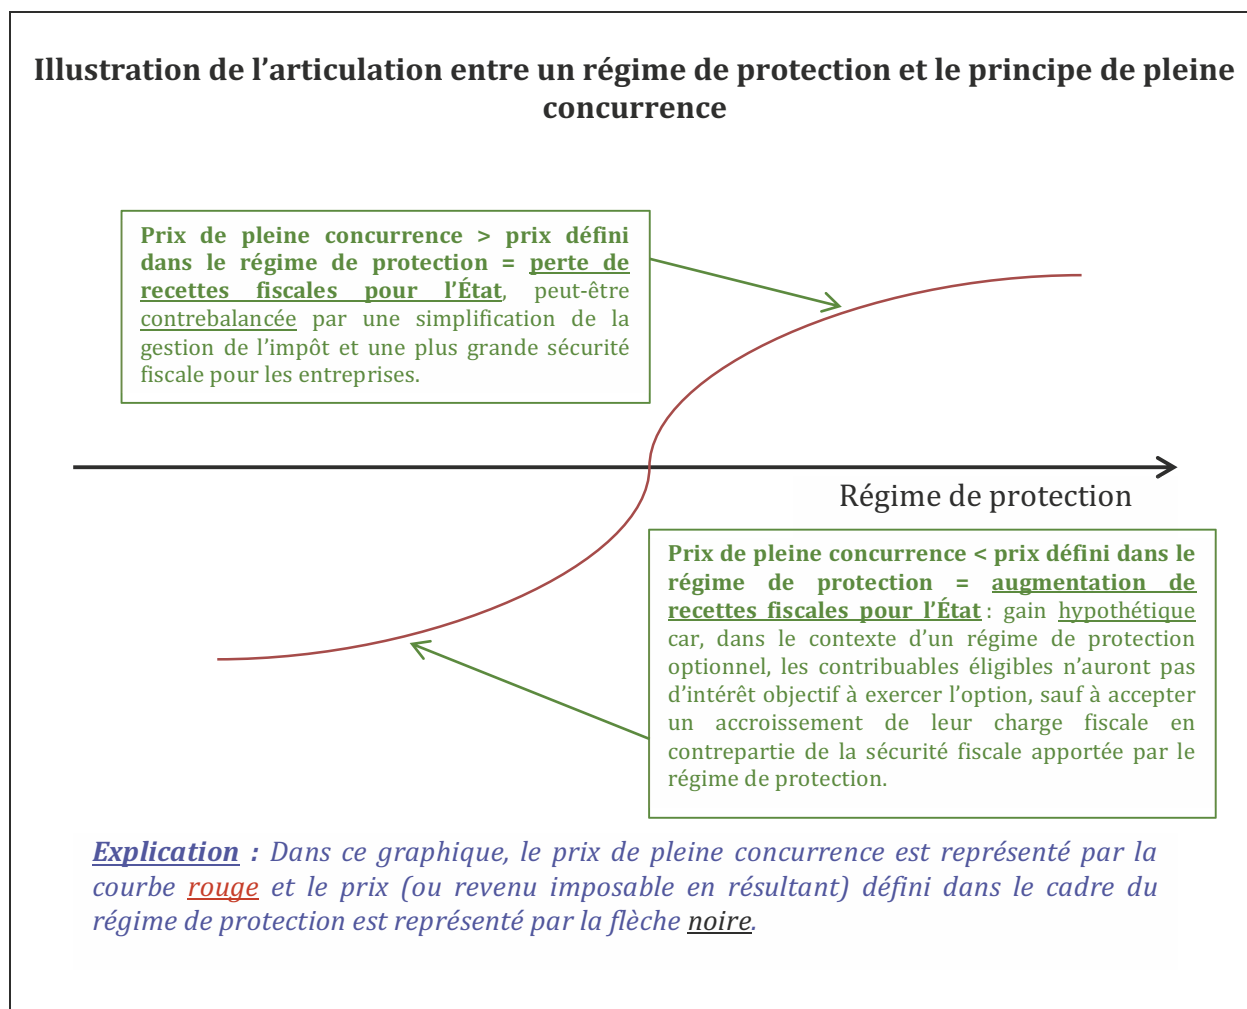 Illustration de l’articulation entre un régime de protection et le principe de pleine
concurrence
Prix de pleine concurrence > prix défini
dans le régime de protection = perte de
recettes fiscales pour l’État, peut-être
contrebalancée par une simplification de la
gestion de l’impôt et une plus grande sécurité
fiscale pour les entreprises.
Régime de protection
Prix de pleine concurrence < prix défini dans le
régime de protection = augmentation de
recettes fiscales pour l’État : gain hypothétique
car, dans le contexte d’un régime de protection
optionnel, les contribuables éligibles n’auront pas
d’intérêt objectif à exercer l’option, sauf à accepter
un accroissement de leur charge fiscale en
contrepartie de la sécurité fiscale apportée par le
régime de protection.
Explication : Dans ce graphique, le prix de pleine concurrence est représenté par la
courbe rouge et le prix (ou revenu imposable en résultant) défini dans le cadre du
régime de protection est représenté par la flèche noire.